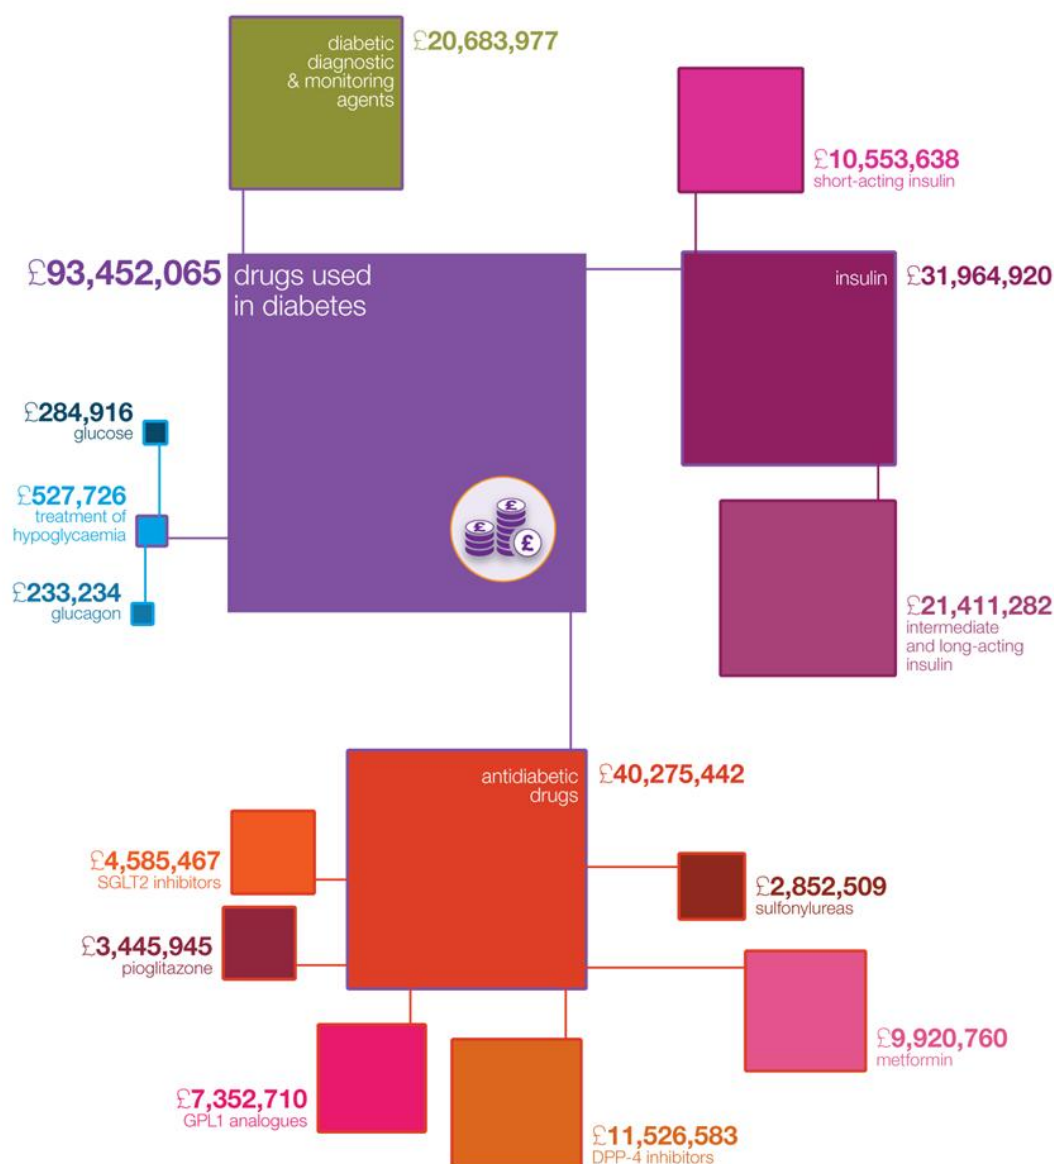 diabetic
diagnostic
& monitoring
agents
£20,683,977
£10,553,638
short-acting insulin
£93,452,065
drugs used
in diabetes
insulin
£31,964,920
£284,916
glucose
£527,726
treatment of
hypoglycaemia
£233,234
glucagon
£
£
£
£21,411,282
intermediate
and long-acting
insulin
antidiabetic
drugs
£40,275,442
£4,585,467
SGLT2 inhibitors
£2,852,509
sulfonylureas
£3,445,945
pioglitazone
£9,920,760
metformin
£7,352,710
GPL1 analogues
£11,526,583
DPP-4 inhibitors